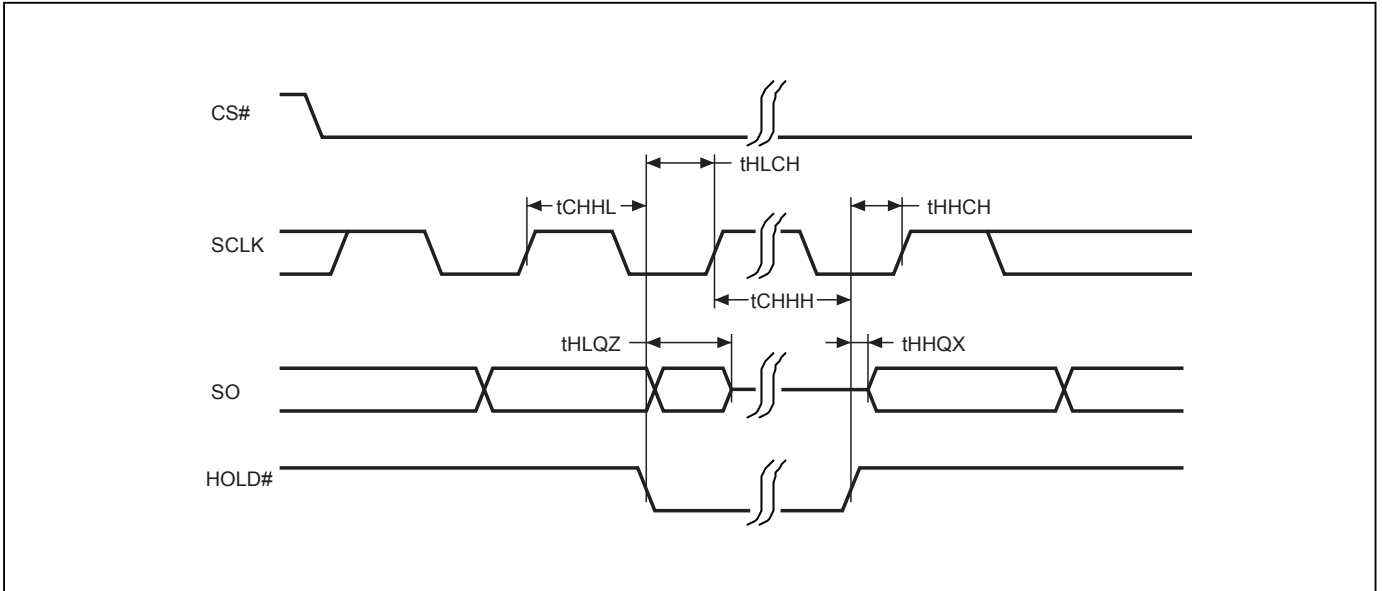 CS#
tHLCH
tCHHL
tHHCH
SCLK
tCHHH
tHLQZ
tHHQX
SO
HOLD#